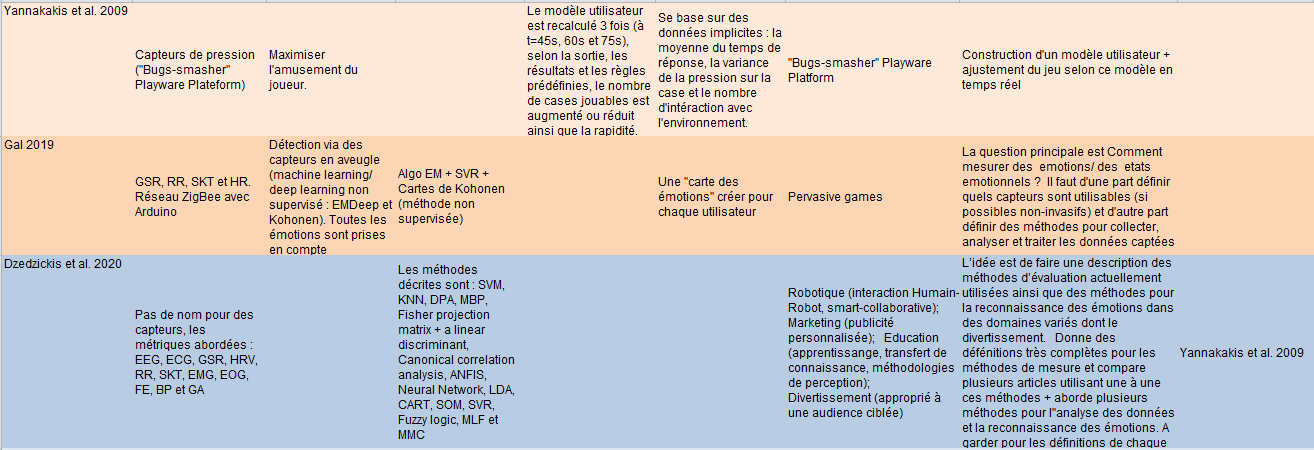 Yannakakis et al. 2009
Capteurs de pression
("Bugs-smasher"
Playware Plateform)
Maximiser
l'amusement du
joueur.
Le modèle utilisateur
est recalculé 3 fois (à
t=45s, 60s et 75s),
selon la sortie, les
résultats et les règles
prédéfinies, le nombre
de cases jouables est
augmenté ou réduit
ainsi que la rapidité.
Se base sur des
données implicites : la
moyenne du temps de
réponse, la variance
de la pression sur la
case et le nombre
d'intéraction avec
l'environnement.
"Bugs-smasher" Playware
Platform
Construction d'un modèle utilisateur +
ajustement du jeu selon ce modèle en
temps réel
Gal 2019
GSR, RR, SKT et HR.
Réseau ZigBee avec
Arduino
Détection via des
capteurs en aveugle
(machine learning/
deep learning non
supervisé : EMDeep et
Kohonen). Toutes les
émotions sont prises
en compte
Algo EM + SVR +
Cartes de Kohonen
(méthode non
supervisée)
Une "carte des
émotions" créer pour
chaque utilisateur
Pervasive games
La question principale est Comment
mesurer des émotions/ des etats
emotionnels ? Il faut d'une part définir
quels capteurs sont utilisables (si
possibles non-invasifs) et d'autre part
définir des méthodes pour collecter,
analyser et traiter les données captées
Dzedzickis et al. 2020
Pas de nom pour des
capteurs, les
métriques abordées :
EEG, ECG, GSR, HRV,
RR, SKT, EMG, EOG,
FE, BP et GA
Les méthodes
décrites sont : SVM,
KNN, DPA, MBP,
Fisher projection
matrix + a linear
discriminant,
Canonical correlation
analysis, ANFIS,
Neural Network, LDA,
CART, SOM, SVR,
Fuzzy logic, MLF et
MMC
Robotique (interaction Humain-
Robot, smart-collaborative);
Marketing (publicité
personnalisée); Education
(apprentissange, transfert de
connaissance, méthodologies
de perception);
Divertissement (approprié à
une audience ciblée)
L'idée est de faire une description des
méthodes d'évaluation actuellement
utilisées ainsi que des méthodes pour
la reconnaissance des émotions dans
des domaines variés dont le
divertissement. Donne des
défénitions très complètes pour les
méthodes de mesure et compare
plusieurs articles utilisant une à une
ces méthodes + aborde plusieurs
méthodes pour l"analyse des données
et la reconnaissance des émotions. A
garder pour les définitions de chaque
Yannakakis et al. 2009